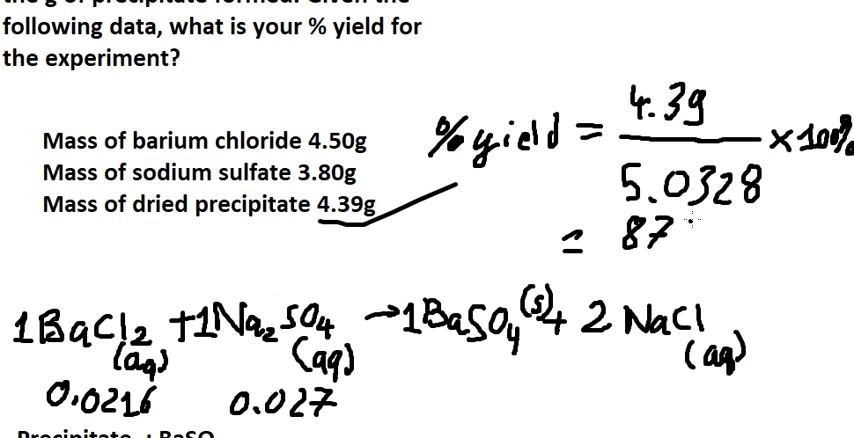 following data, what is your % yield for
the experiment?
Mass of barium chloride 4.50g
Mass of sodium sulfate 3.80g
Mass of dried precipitate 4.39g
% yield = 4.39 / 5.0328 × 100%
= 87
1BaCl₂ (aq) + 1Na₂SO₄ (aq) → 1BaSO₄ (s) + 2 NaCl (aq)
0.0216 0.027